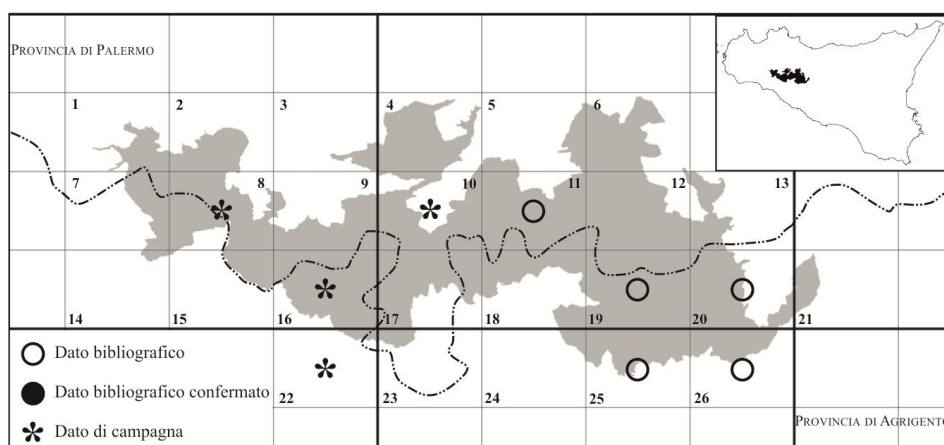 PROVINCIA DI PALERMO
1 2 3 4 5 6
7 8 9 10 11 12 13
14 15 16 17 18 19 20 21
Dato bibliografico
Dato bibliografico confermato
22 23 24 25 26
PROVINCIA DI AGRIGENTO
Dato di campagna